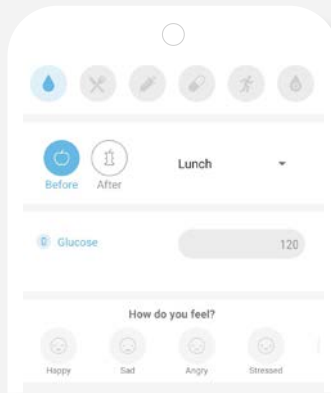 Lunch
Before After
Glucose 120
How do you feel?
Happy Sad Angry Stressed